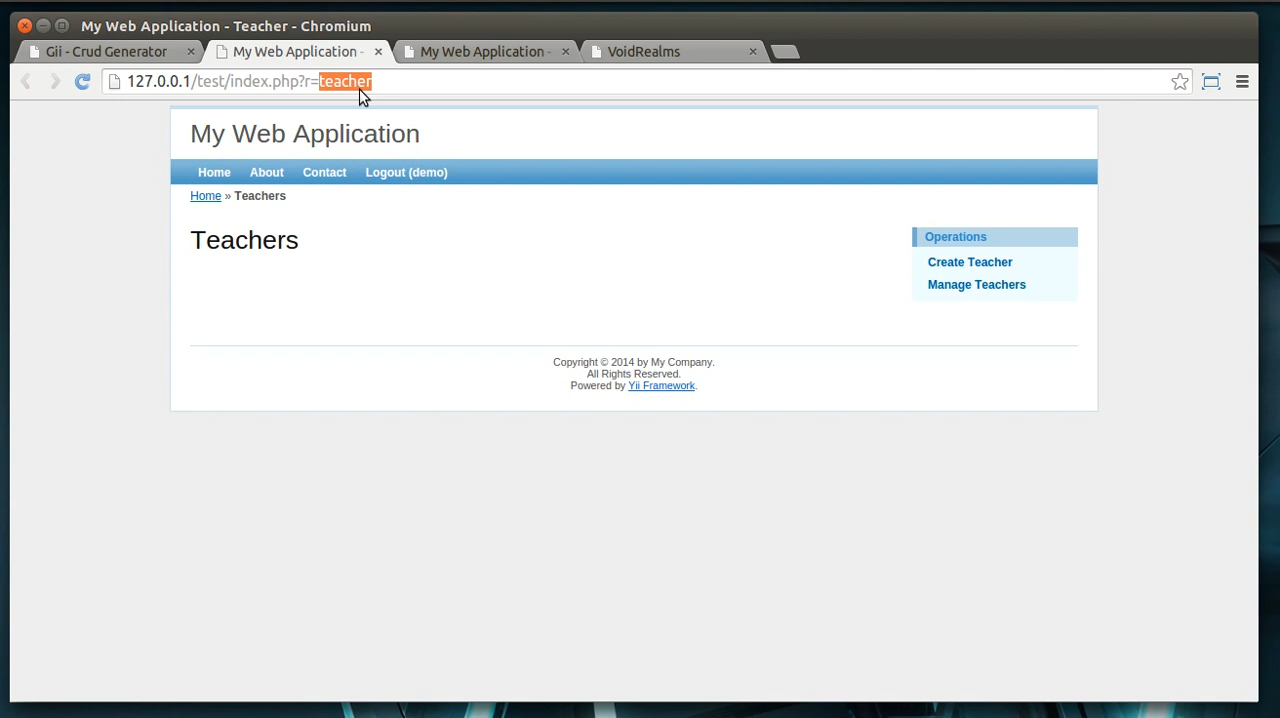 My Web Application - Teacher - Chromium
Gii - Crud Generator
My Web Application -
My Web Application -
VoidRealms
127.0.0.1/test/index.php?r=teacher
My Web Application
Home About Contact Logout (demo)
Home » Teachers
Teachers
Operations
Create Teacher
Manage Teachers
Copyright © 2014 by My Company.
All Rights Reserved.
Powered by Yii Framework.